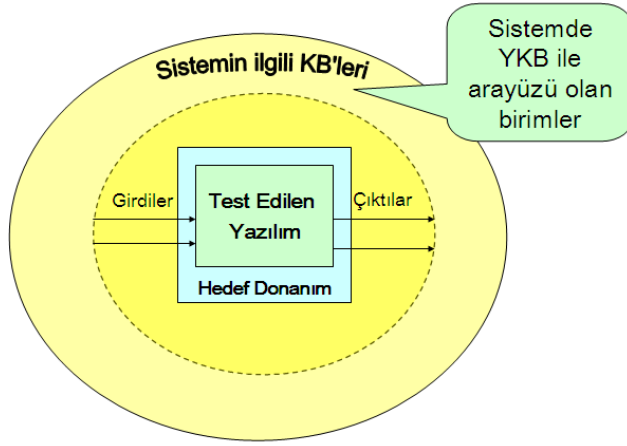 Sistemin ilgili KB'leri
Sistemde
YKB ile
arayüzü olan
birimler
Girdiler
Test Edilen
Yazılım
Çıktılar
Hedef Donanım